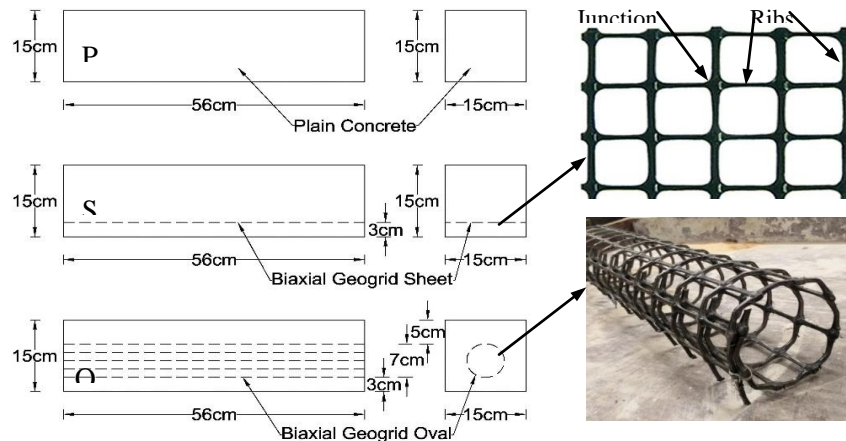 15cm
P
56cm
15cm
15cm
Plain Concrete
Junction
Ribs
15cm
S
3cm
56cm
15cm
15cm
Biaxial Geogrid Sheet
15cm
5cm
7cm
3cm
56cm
15cm
Biaxial Geogrid Oval